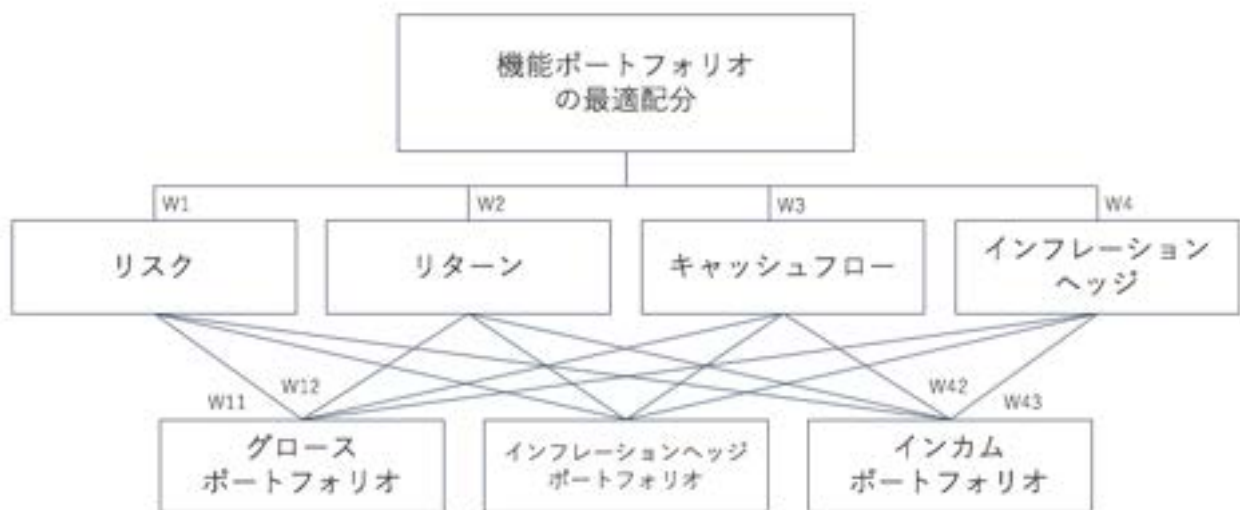 機能ポートフォリオ
の最適配分
W1
W2
W3
W4
リスク
リターン
キャッシュフロー
インフレーション
ヘッジ
W11
W12
W42
W43
グロース
ポートフォリオ
インフレーションヘッジ
ポートフォリオ
インカム
ポートフォリオ